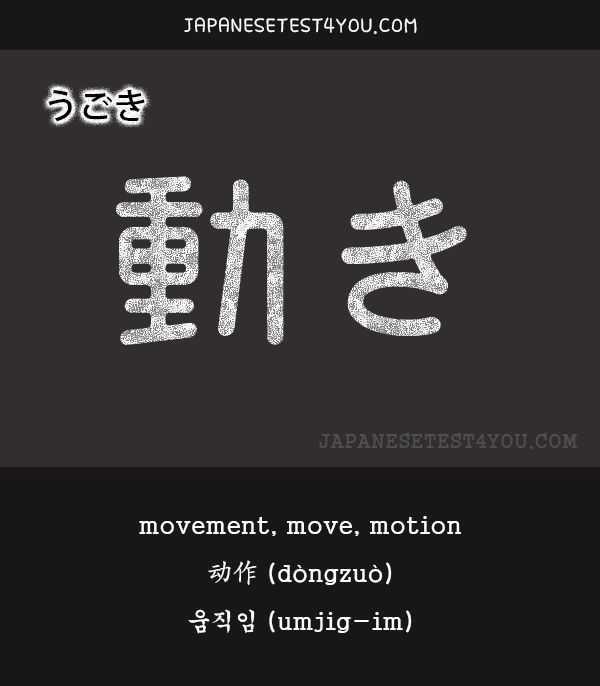 JAPANESETEST4YOU.COM
うごき
動き
JAPANESETEST4YOU.COM
movement, move, motion
动作 (dòngzuò)
움직임 (umjig-im)